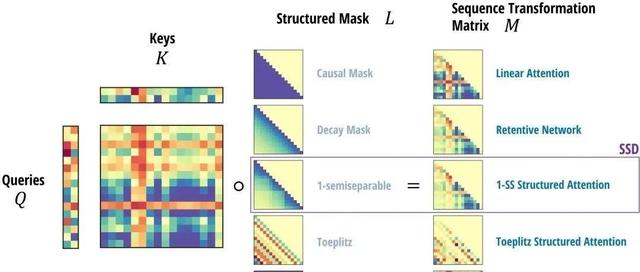 Structured Mask L
Sequence Transformation
Matrix M
Keys
K
Causal Mask
Linear Attention
Decay Mask
Retentive Network
SSD
Queries
Q
1-semiseparable
=
1-SS Structured Attention
Toeplitz
Toeplitz Structured Attention